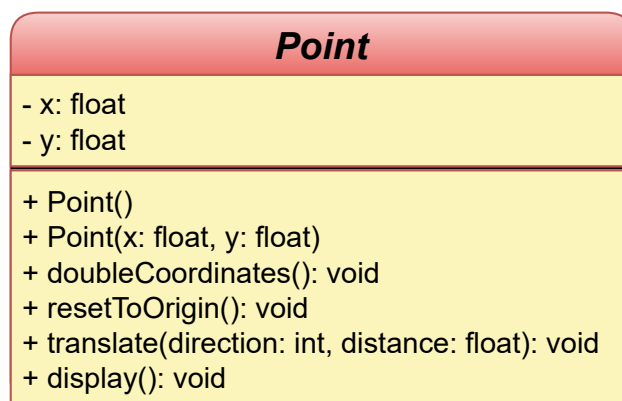 Point
- x: float
- y: float
+ Point()
+ Point(x: float, y: float)
+ doubleCoordinates(): void
+ resetToOrigin(): void
+ translate(direction: int, distance: float): void
+ display(): void